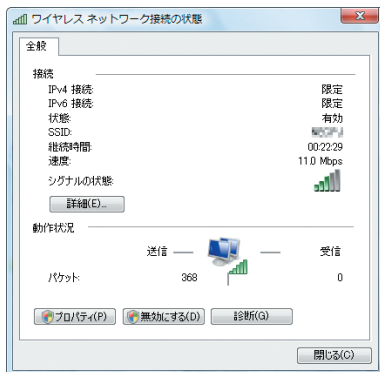 ワイヤレス ネットワーク接続の状態
全般
接続
IPv4 接続: 限定
IPv6 接続: 限定
状態: 有効
SSID:
継続時間: 00:22:29
速度: 11.0 Mbps
シグナルの状態:
詳細(E)...
動作状況
送信 受信
パケット: 368 0
プロパティ(P) 無効にする(D) 診断(G)
閉じる(C)